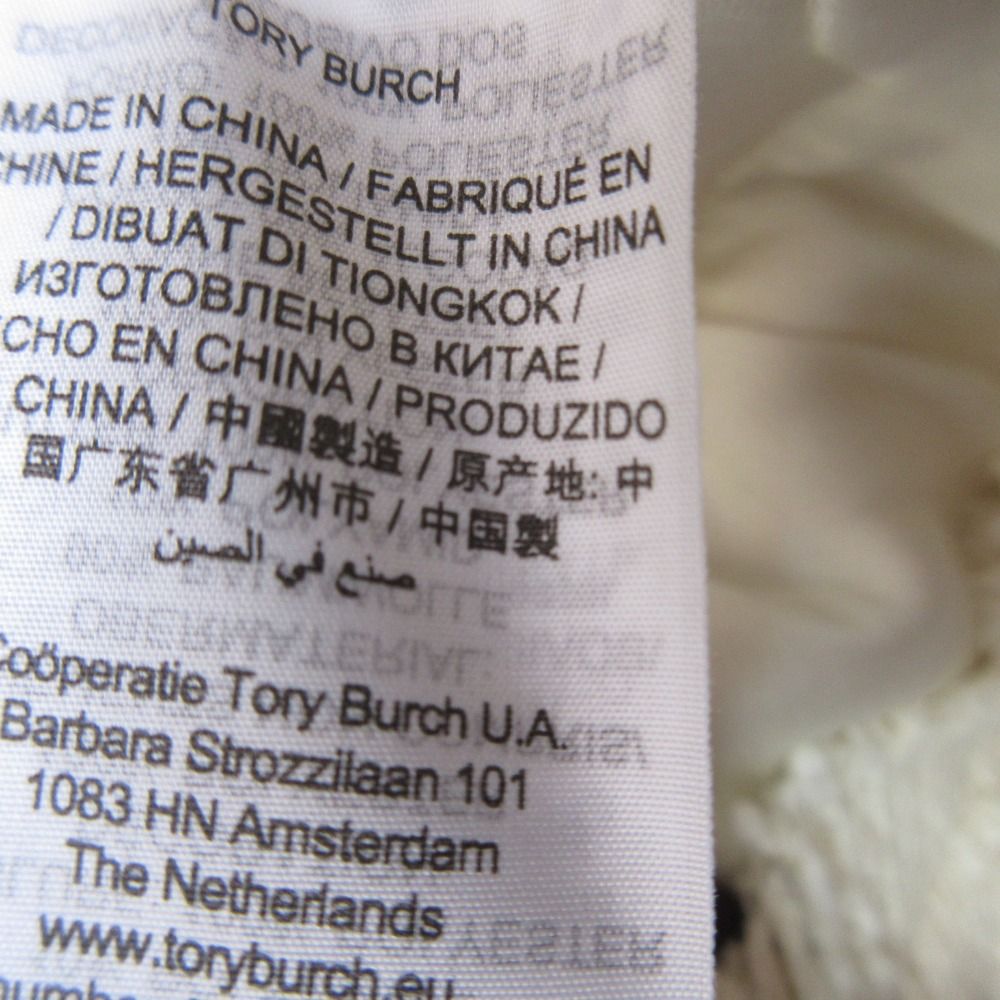 TORY BURCH
MADE IN CHINA / FABRIQUÉ EN
CHINE / HERGESTELLT IN CHINA
/ DIBUAT DI TIONGKOK /
ИЗГОТОВЛЕНО В КИТАЕ /
CHO EN CHINA / PRODUZIDO
CHINA / 中國製造 / 原产地: 中
国广东省广州市 / 中国製
صنع في الصين
Coöperatie Tory Burch U.A.
Barbara Strozzilaan 101
1083 HN Amsterdam
The Netherlands
www.toryburch.eu